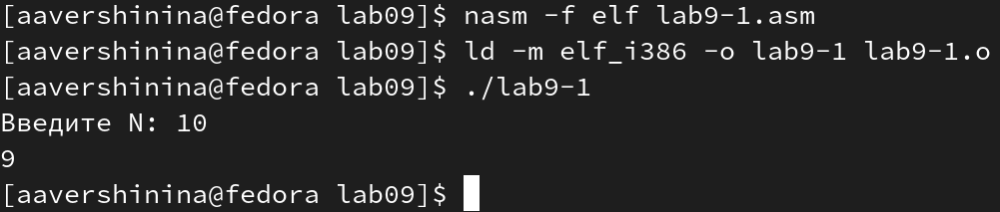 [aavershinina@fedora lab09]$ nasm -f elf lab9-1.asm
[aavershinina@fedora lab09]$ ld -m elf_i386 -o lab9-1 lab9-1.o
[aavershinina@fedora lab09]$ ./lab9-1
Введите N: 10
9
[aavershinina@fedora lab09]$